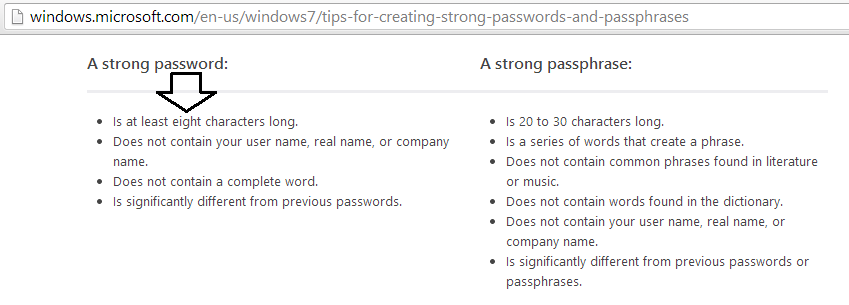 windows.microsoft.com/en-us/windows7/tips-for-creating-strong-passwords-and-passphrases
A strong password:
• Is at least eight characters long.
• Does not contain your user name, real name, or company
name.
• Does not contain a complete word.
• Is significantly different from previous passwords.
A strong passphrase:
• Is 20 to 30 characters long.
• Is a series of words that create a phrase.
• Does not contain common phrases found in literature
or music.
• Does not contain words found in the dictionary.
• Does not contain your user name, real name, or
company name.
• Is significantly different from previous passwords or
passphrases.